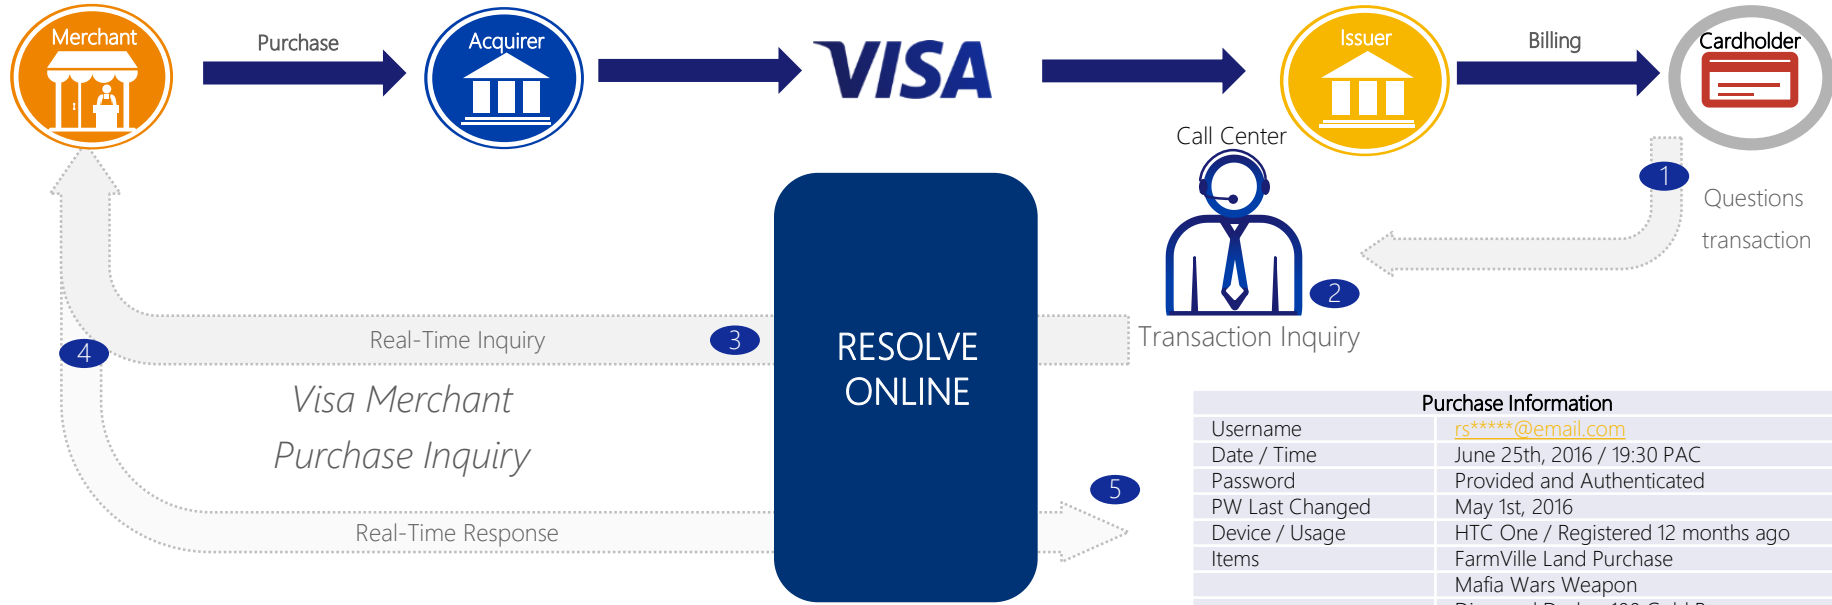 Merchant
Purchase
Acquirer
VISA
Issuer
Billing
Cardholder
Call Center
1
Questions
transaction
2
Transaction Inquiry
Real-Time Inquiry
3
RESOLVE
ONLINE
4
Visa Merchant
Purchase Inquiry
5
Real-Time Response
Purchase Information
Username rs*****@email.com
Date / Time June 25th, 2016 / 19:30 PAC
Password Provided and Authenticated
PW Last Changed May 1st, 2016
Device / Usage HTC One / Registered 12 months ago
Items FarmVille Land Purchase
Mafia Wars Weapon